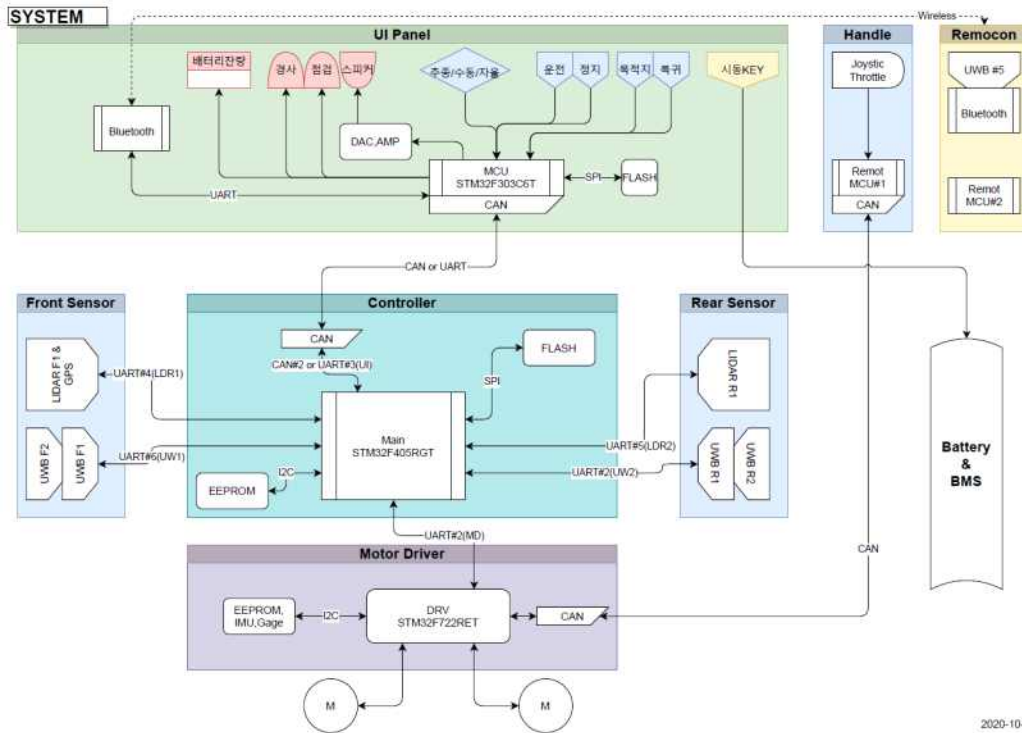 SYSTEM
Wireless
UI Panel
Handle
Remocon
배터리잔량
경사
점검
스피커
추종/수동/자율
운전
정지
목적지
복귀
시동KEY
Joystic
Throttle
UWB #5
Bluetooth
Bluetooth
DAC,AMP
MCU
STM32F303C6T
SPI
FLASH
CAN
UART
Remot
MCU#1
CAN
Remot
MCU#2
CAN or UART
Front Sensor
Controller
Rear Sensor
LIDAR F1 &
GPS
UART#4(LDR1)
CAN
CAN#2 or UART#3(UI)
FLASH
SPI
LIDAR R1
Main
STM32F405RGT
UART#5(LDR2)
UWB F2
UWB F1
UART#6(UW1)
UART#2(UW2)
UWB R1
UWB R2
I2C
EEPROM
Battery
&
BMS
UART#2(MD)
CAN
Motor Driver
EEPROM,
IMU,Gage
I2C
DRV
STM32F722RET
CAN
M
M
2020-10-